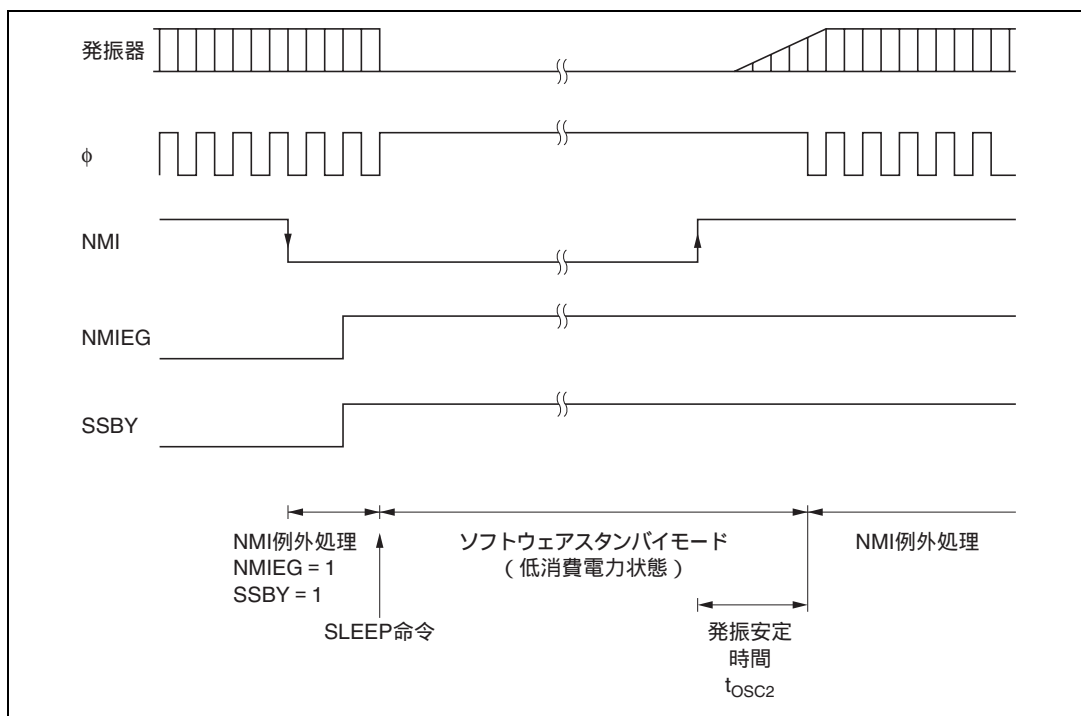 発振器
φ
NMI
NMIEG
SSBY
NMI例外処理
NMIEG = 1
SSBY = 1
SLEEP命令
ソフトウェアスタンバイモード
（低消費電力状態）
発振安定
時間
tOSC2
NMI例外処理